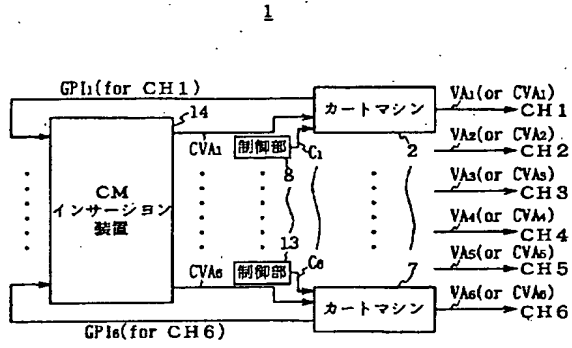 1
GPI₁(for CH1)
14
CM
インサーション
装置
CVA₁
制御部
C₁
8
カートマシン
2
VA₁(or CVA₁)
CH1
VA₂(or CVA₂)
CH2
VA₃(or CVA₃)
CH3
VA₄(or CVA₄)
CH4
VA₅(or CVA₅)
CH5
13
制御部
C₆
CVA₆
7
カートマシン
VA₆(or CVA₆)
CH6
GPI₆(for CH6)